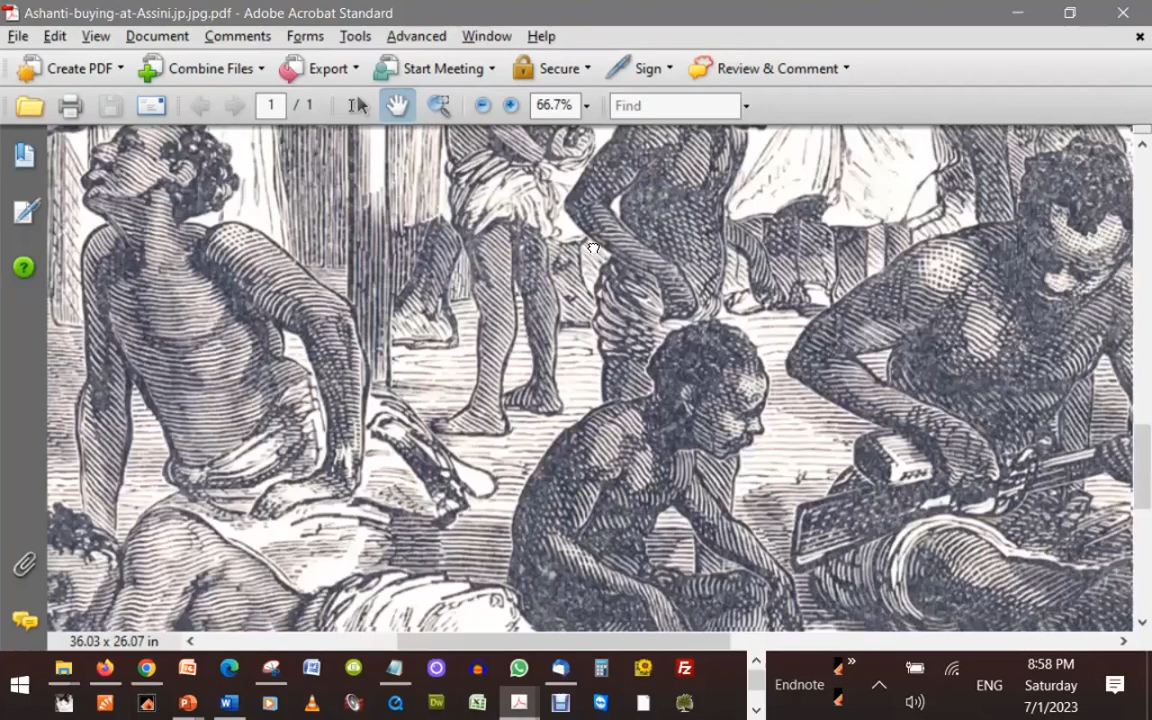 Ashanti-buying-at-Assini.jp.jpg.pdf - Adobe Acrobat Standard
File Edit View Document Comments Forms Tools Advanced Window Help
Create PDF Combine Files Export Start Meeting Secure Sign Review & Comment
1 / 1 66.7% Find
36.03 x 26.07 in
8:58 PM
Endnote ENG Saturday
7/1/2023